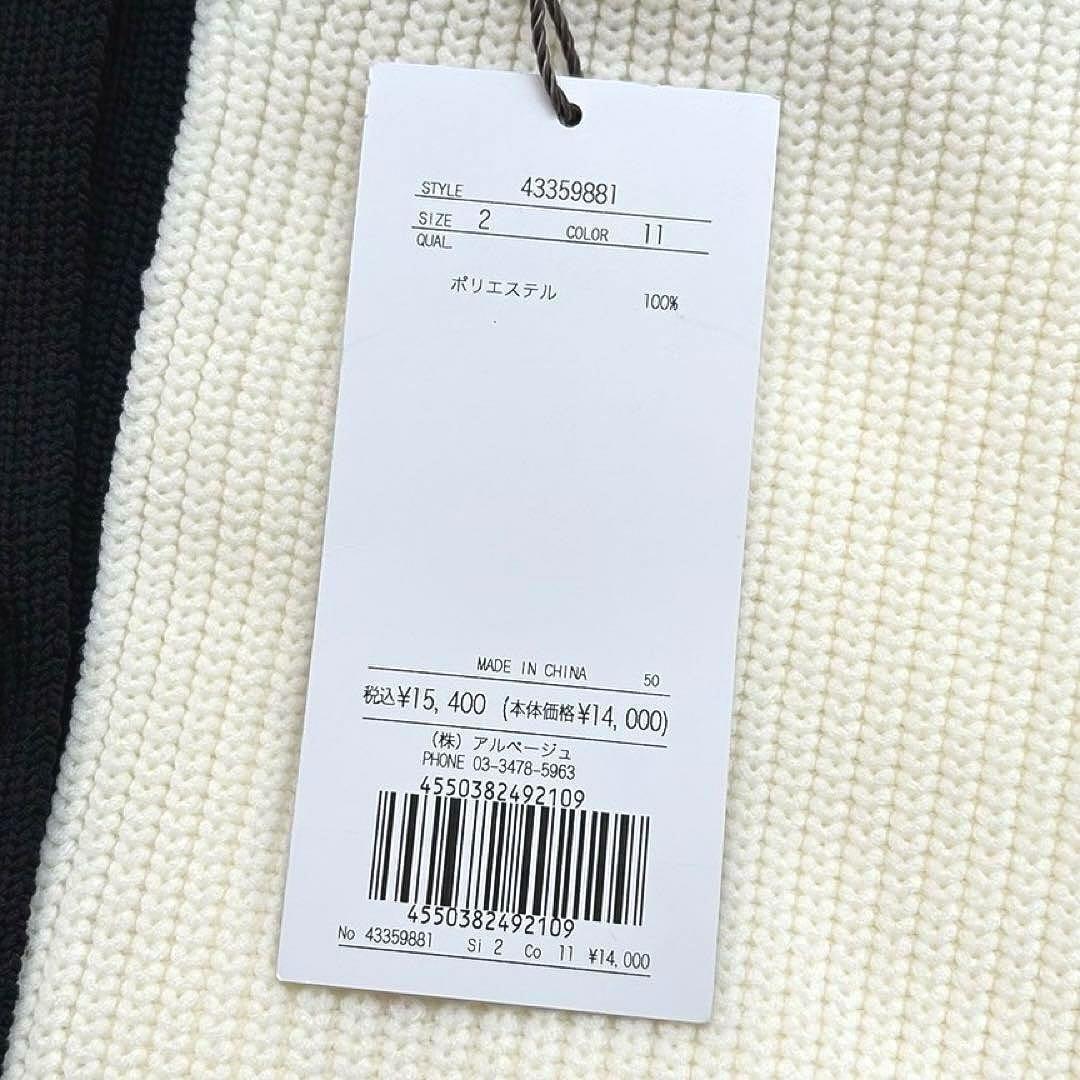 STYLE 43359881
SIZE 2 COLOR 11
QUAL
ポリエステル 100%
MADE IN CHINA 50
税込¥15,400 (本体価格¥14,000)
(株) アルページュ
PHONE 03-3478-5963
4550382492109
4550382492109
No 43359881 Si 2 Co 11 ¥14,000